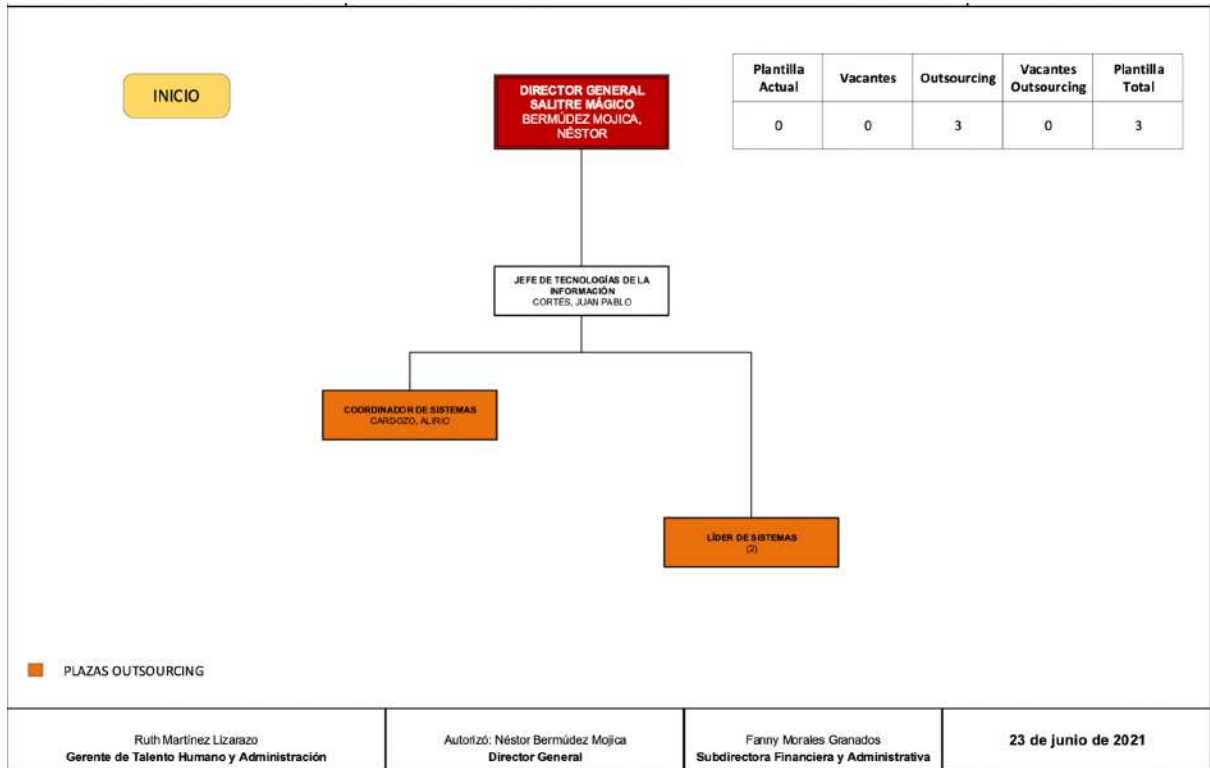 INICIO
DIRECTOR GENERAL
SALITRE MÁGICO
BERMÚDEZ MOJICA,
NÉSTOR
Plantilla Actual Vacantes Outsourcing Vacantes Outsourcing Plantilla Total
0 0 3 0 3
JEFE DE TECNOLOGÍAS DE LA
INFORMACIÓN
CORTÉS, JUAN PABLO
COORDINADOR DE SISTEMAS
CARDOZO, ALIRIO
LÍDER DE SISTEMAS
(2)
PLAZAS OUTSOURCING
Ruth Martínez Lizarazo
Gerente de Talento Humano y Administración
Autorizó: Néstor Bermúdez Mojica
Director General
Fanny Morales Granados
Subdirectora Financiera y Administrativa
23 de junio de 2021